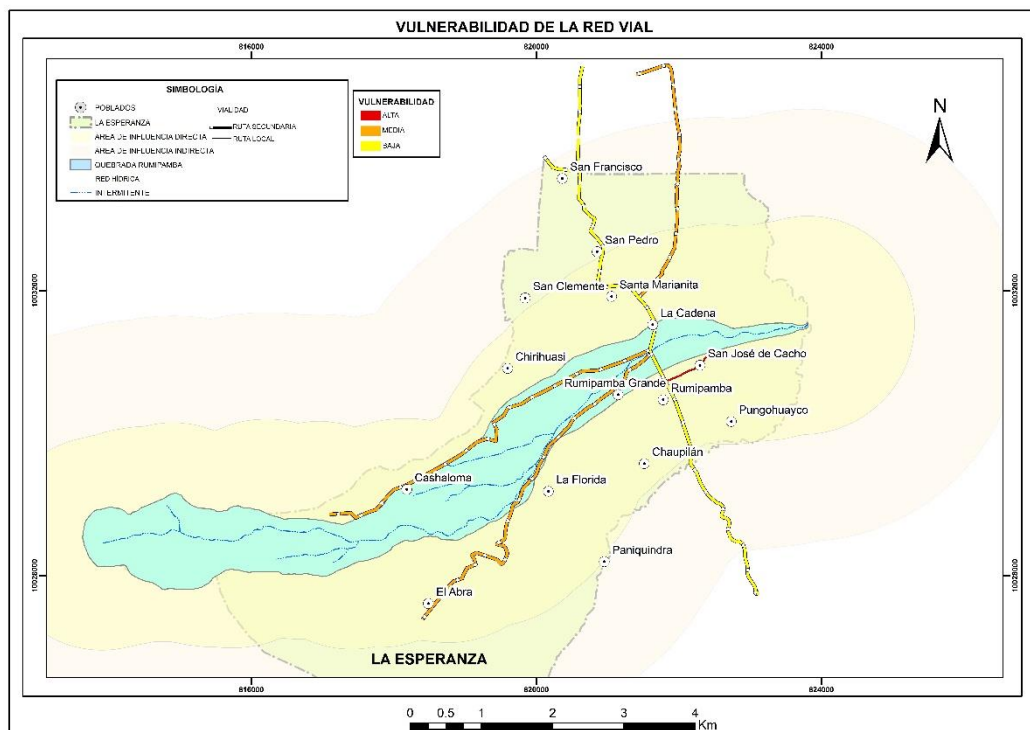 VULNERABILIDAD DE LA RED VIAL
816000
820000
824000
SIMBOLOGÍA
POBLADOS
LA ESPERANZA
ÁREA DE INFLUENCIA DIRECTA
ÁREA DE INFLUENCIA INDIRECTA
QUEBRADA RUMIPAMBA
RED HÍDRICA
INTERMITENTE
VIALIDAD
RUTA SECUNDARIA
RUTA LOCAL
VULNERABILIDAD
ALTA
MEDIA
BAJA
N
San Francisco
San Pedro
San Clemente
Santa Marianita
10032000
10032000
La Cadena
Chirihuasi
San José de Cacho
Rumipamba Grande
Rumipamba
Pungohuayco
Chaupilán
Cashaloma
La Florida
Paniquindra
10028000
10028000
El Abra
LA ESPERANZA
816000
820000
824000
0 0.5 1 2 3 4
Km